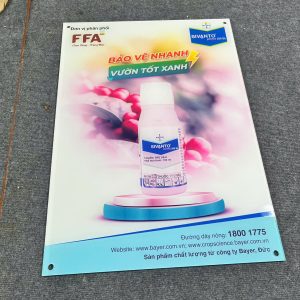 Đơn vị phân phối
FFA
SIVANTO
BẢO VỆ NHANH
VƯỜN TỐT XANH
SIVANTO
Đường dây nóng: 1800 1775
Website: www.bayer.com.vn; www.cropscience.bayer.com.vn
Sản phẩm chất lượng từ công ty Bayer, Đức